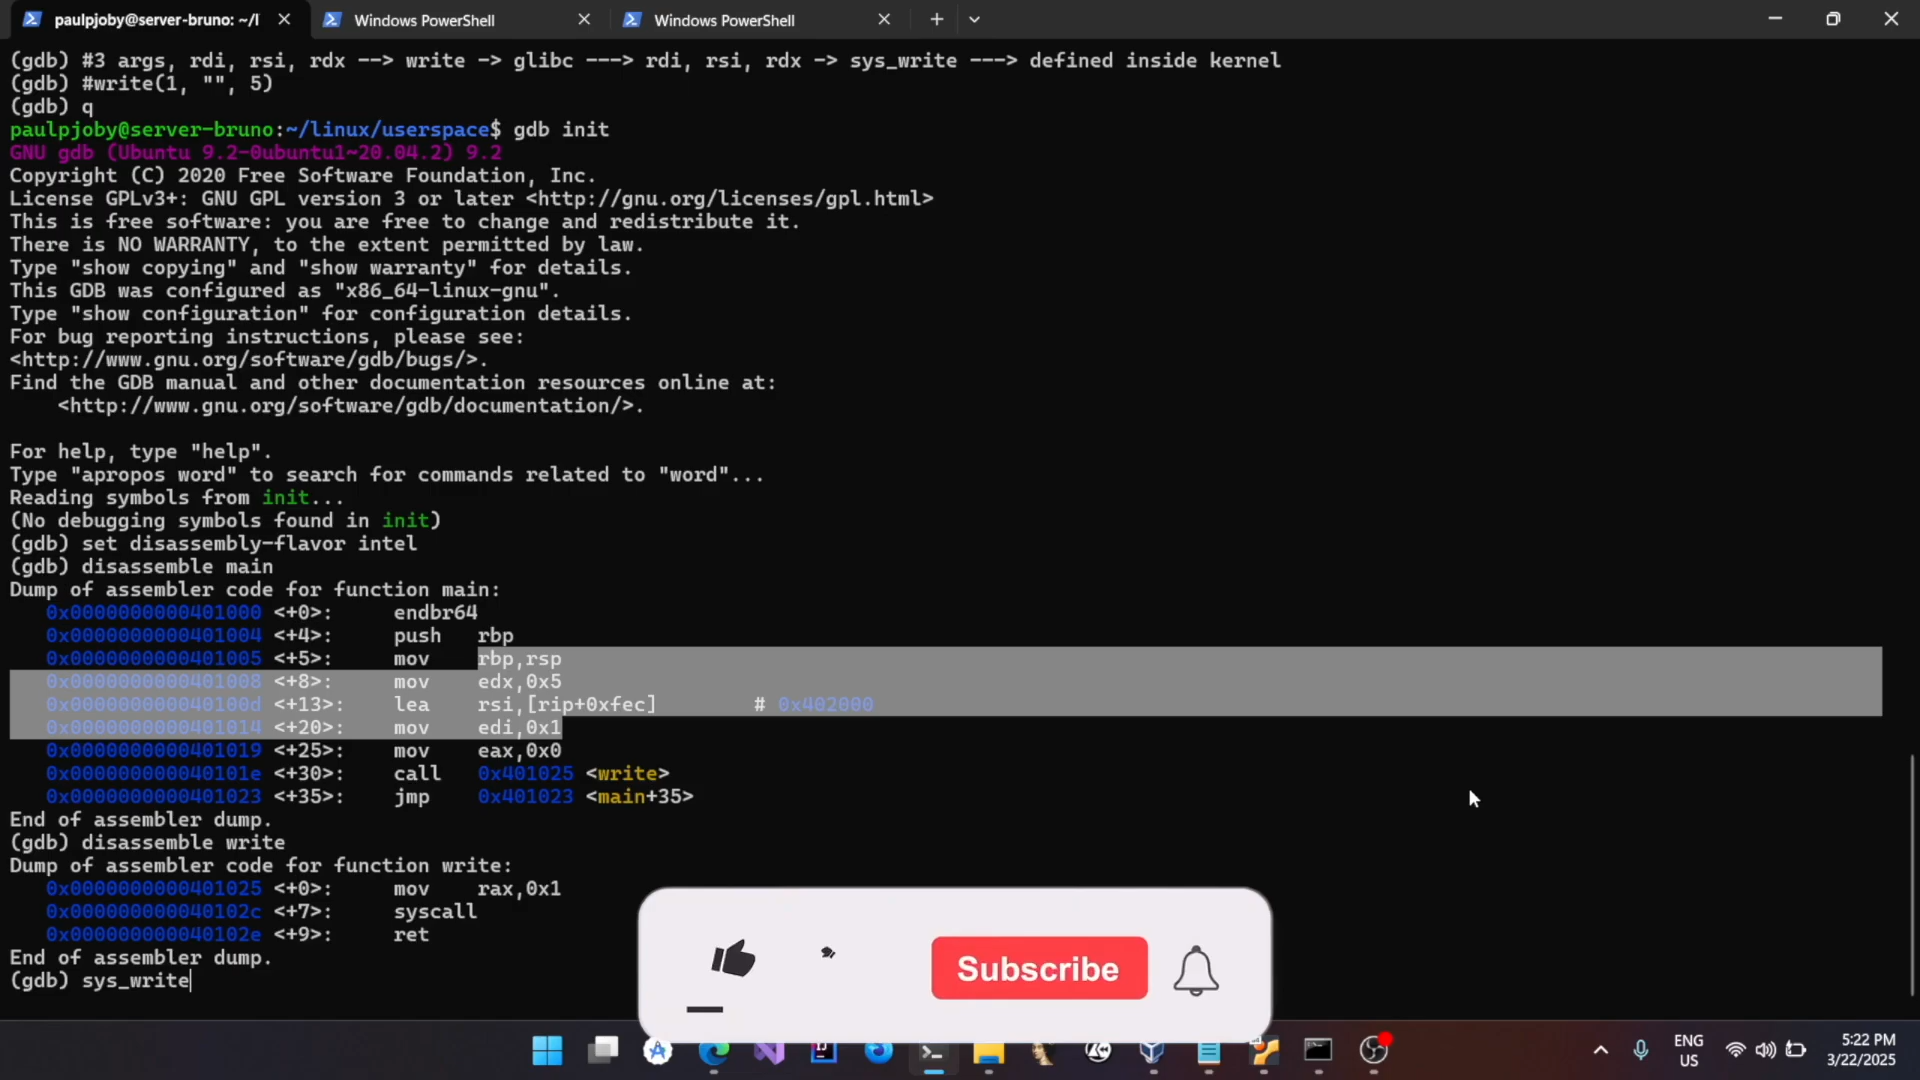 paulpjoby@server-bruno: ~/l
Windows PowerShell
Windows PowerShell
(gdb) #3 args, rdi, rsi, rdx --> write -> glibc ---> rdi, rsi, rdx -> sys_write ---> defined inside kernel
(gdb) #write(1, "", 5)
(gdb) q
paulpjoby@server-bruno:~/linux/userspace$ gdb init
GNU gdb (Ubuntu 9.2-0ubuntu1~20.04.2) 9.2
Copyright (C) 2020 Free Software Foundation, Inc.
License GPLv3+: GNU GPL version 3 or later <http://gnu.org/licenses/gpl.html>
This is free software: you are free to change and redistribute it.
There is NO WARRANTY, to the extent permitted by law.
Type "show copying" and "show warranty" for details.
This GDB was configured as "x86_64-linux-gnu".
Type "show configuration" for configuration details.
For bug reporting instructions, please see:
<http://www.gnu.org/software/gdb/bugs/>.
Find the GDB manual and other documentation resources online at:
<http://www.gnu.org/software/gdb/documentation/>.
For help, type "help".
Type "apropos word" to search for commands related to "word"...
Reading symbols from init...
(No debugging symbols found in init)
(gdb) set disassembly-flavor intel
(gdb) disassemble main
Dump of assembler code for function main:
0x0000000000401000 <+0>: endbr64
0x0000000000401004 <+4>: push rbp
0x0000000000401005 <+5>: mov rbp,rsp
0x0000000000401008 <+8>: mov edx,0x5
0x000000000040100d <+13>: lea rsi,[rip+0xfec] # 0x402000
0x0000000000401014 <+20>: mov edi,0x1
0x0000000000401019 <+25>: mov eax,0x0
0x000000000040101e <+30>: call 0x401025 <write>
0x0000000000401023 <+35>: jmp 0x401023 <main+35>
End of assembler dump.
(gdb) disassemble write
Dump of assembler code for function write:
0x0000000000401025 <+0>: mov rax,0x1
0x000000000040102c <+7>: syscall
0x000000000040102e <+9>: ret
End of assembler dump.
(gdb) sys_write
Subscribe
ENG
US
5:22 PM
3/22/2025